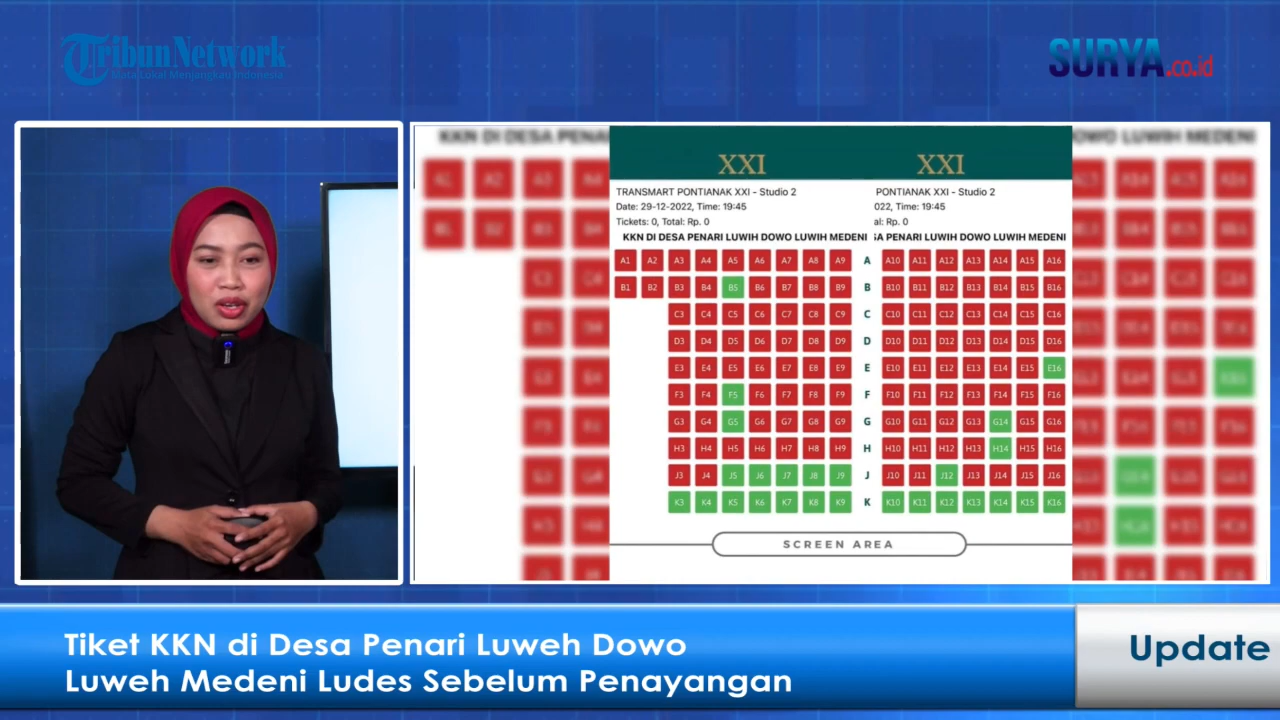 TribunNetwork
Mata Lokal Menjangkau Indonesia
SURYA.co.id
KKN DI DESA PENA
DOWO LUWIH MEDENI
XXI
XXI
TRANSMART PONTIANAK XXI - Studio 2
PONTIANAK XXI - Studio 2
Date: 29-12-2022, Time: 19:45
022, Time: 19:45
Tickets: 0, Total: Rp. 0
al: Rp. 0
KKN DI DESA PENARI LUWIH DOWO LUWIH MEDENI
SA PENARI LUWIH DOWO LUWIH MEDENI
A1 A2 A3 A4 A5 A6 A7 A8 A9 A A10 A11 A12 A13 A14 A15 A16
B1 B2 B3 B4 B5 B6 B7 B8 B9 B B10 B11 B12 B13 B14 B15 B16
C3 C4 C5 C6 C7 C8 C9 C C10 C11 C12 C13 C14 C15 C16
D3 D4 D5 D6 D7 D8 D9 D D10 D11 D12 D13 D14 D15 D16
E3 E4 E5 E6 E7 E8 E9 E E10 E11 E12 E13 E14 E15 E16
F3 F4 F5 F6 F7 F8 F9 F F10 F11 F12 F13 F14 F15 F16
G3 G4 G5 G6 G7 G8 G9 G G10 G11 G12 G13 G14 G15 G16
H3 H4 H5 H6 H7 H8 H9 H H10 H11 H12 H13 H14 H15 H16
J3 J4 J5 J6 J7 J8 J9 J J10 J11 J12 J13 J14 J15 J16
K3 K4 K5 K6 K7 K8 K9 K K10 K11 K12 K13 K14 K15 K16
SCREEN AREA
Tiket KKN di Desa Penari Luweh Dowo
Luweh Medeni Ludes Sebelum Penayangan
Update